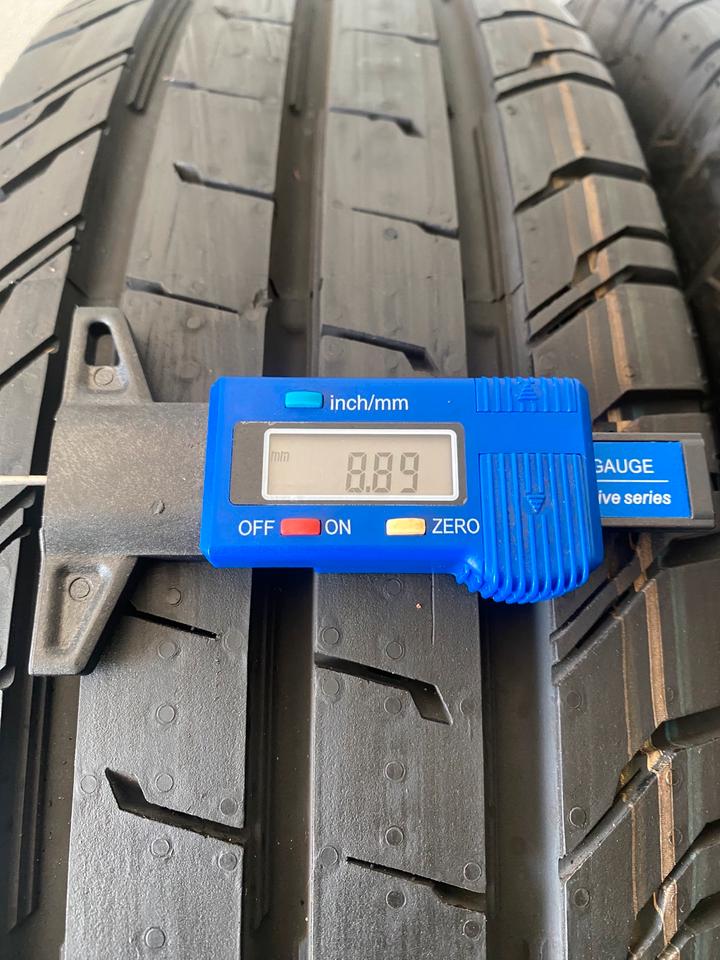 inch/mm
mm
8.89
OFF ON ZERO
GAUGE
ive series